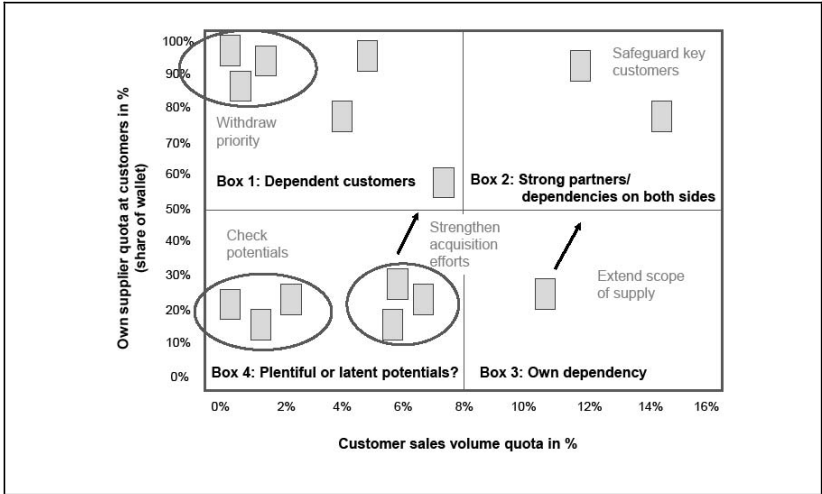 Own supplier quota at customers in %
(share of wallet)
100%
90%
80%
70%
60%
50%
40%
30%
20%
10%
0%
Withdraw
priority
Box 1: Dependent customers
Safeguard key
customers
Box 2: Strong partners/
dependencies on both sides
Check
potentials
Strengthen
acquisition
efforts
Box 4: Plentiful or latent potentials?
Extend scope
of supply
Box 3: Own dependency
0%
2%
4%
6%
8%
10%
12%
14%
16%
Customer sales volume quota in %